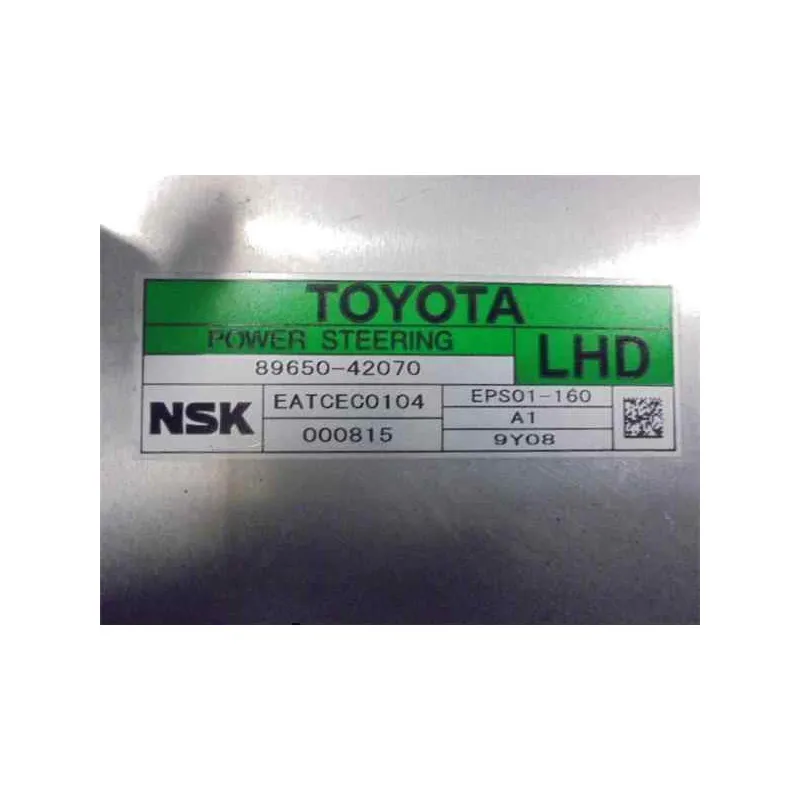 TOYOTA
POWER STEERING
LHD
89650-42070
NSK
EATCEC0104
EPS01-160
A1
000815
9Y08